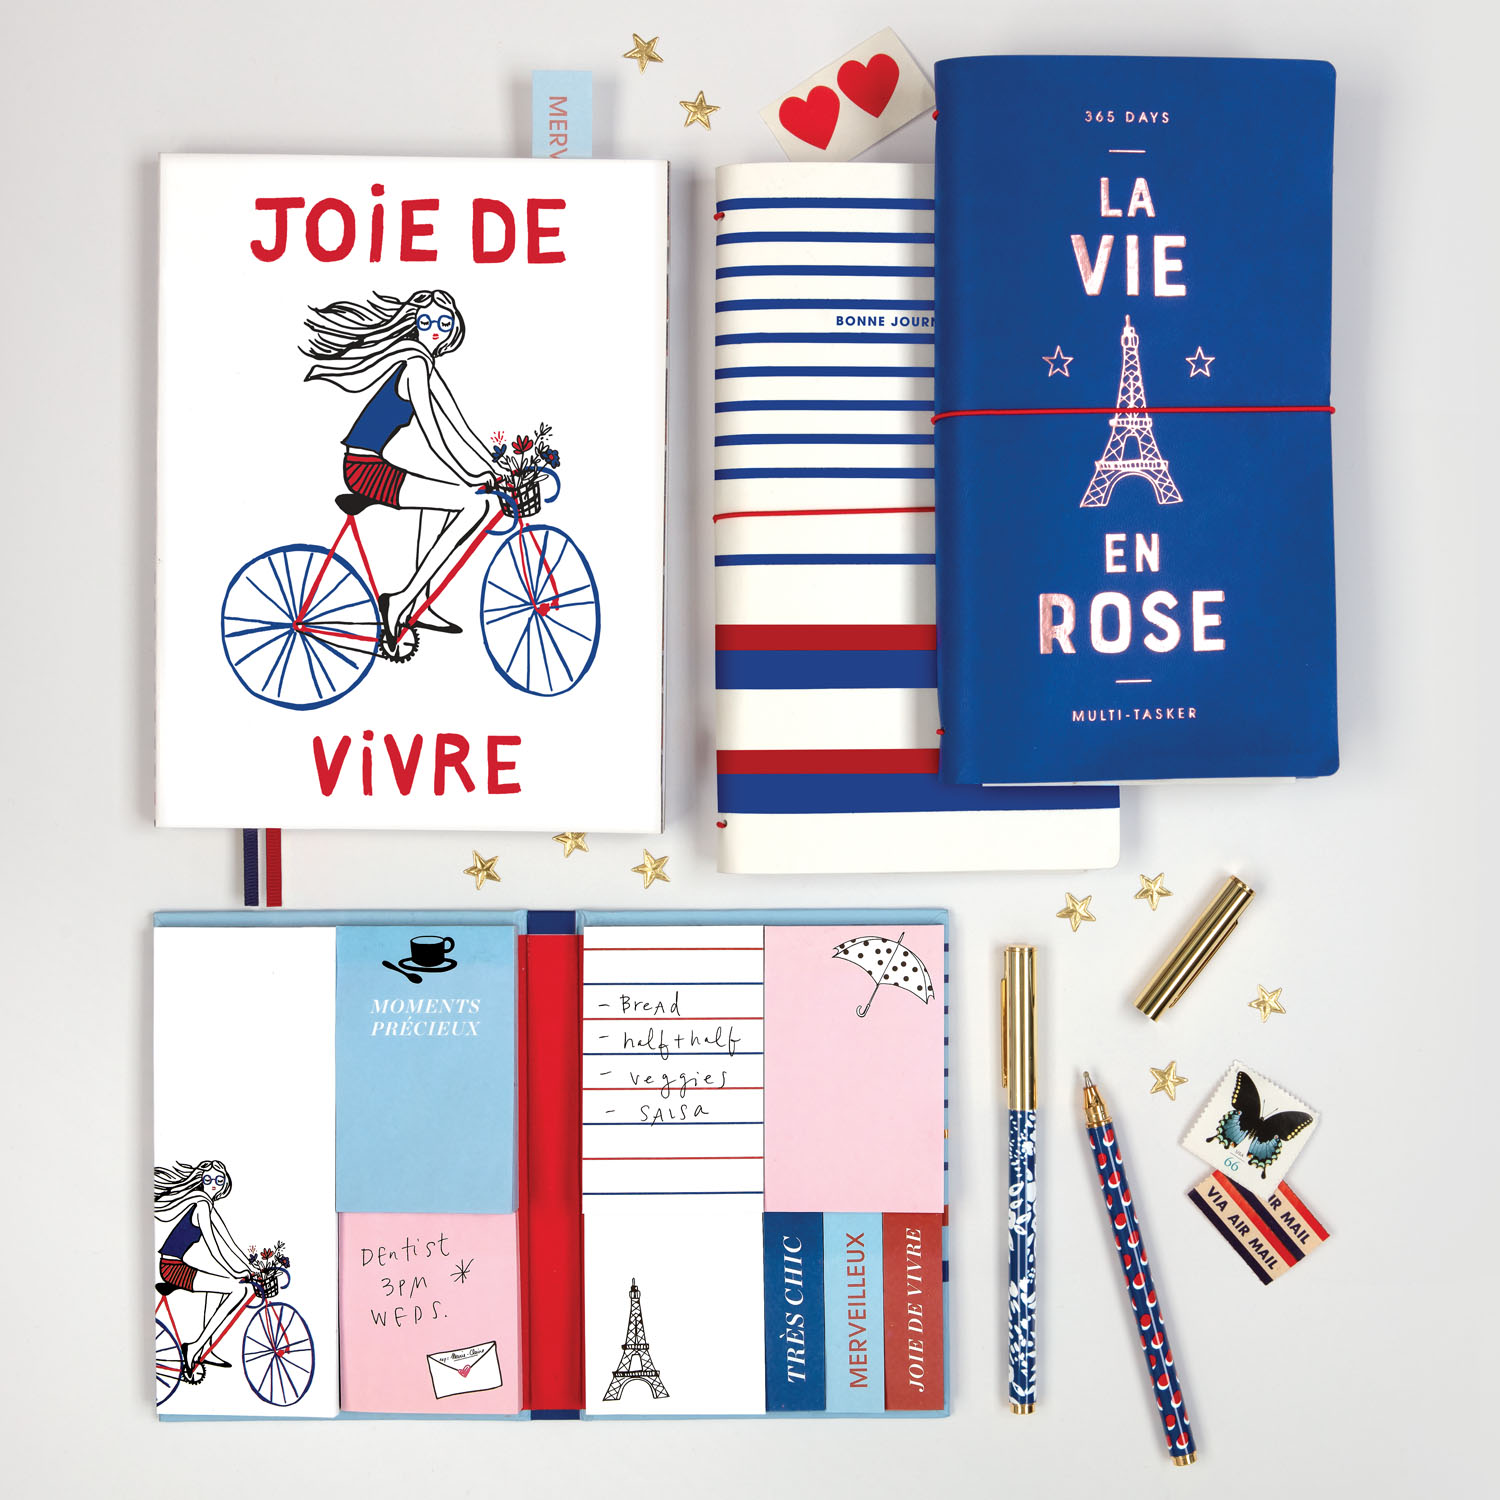 MERV
JOiE DE
ViVRE
BONNE JOURN
365 DAYS
LA
VIE
EN
ROSE
MULTI-TASKER
MOMENTS
PRÉCIEUX
DENtist
3PM
WEDS.
- BreAd
- half + half
- veggies
- SALSa
TRÈS CHIC
MERVEILLEUX
JOIE DE VIVRE
USA
66
R MAIL
VIA AIR MAIL